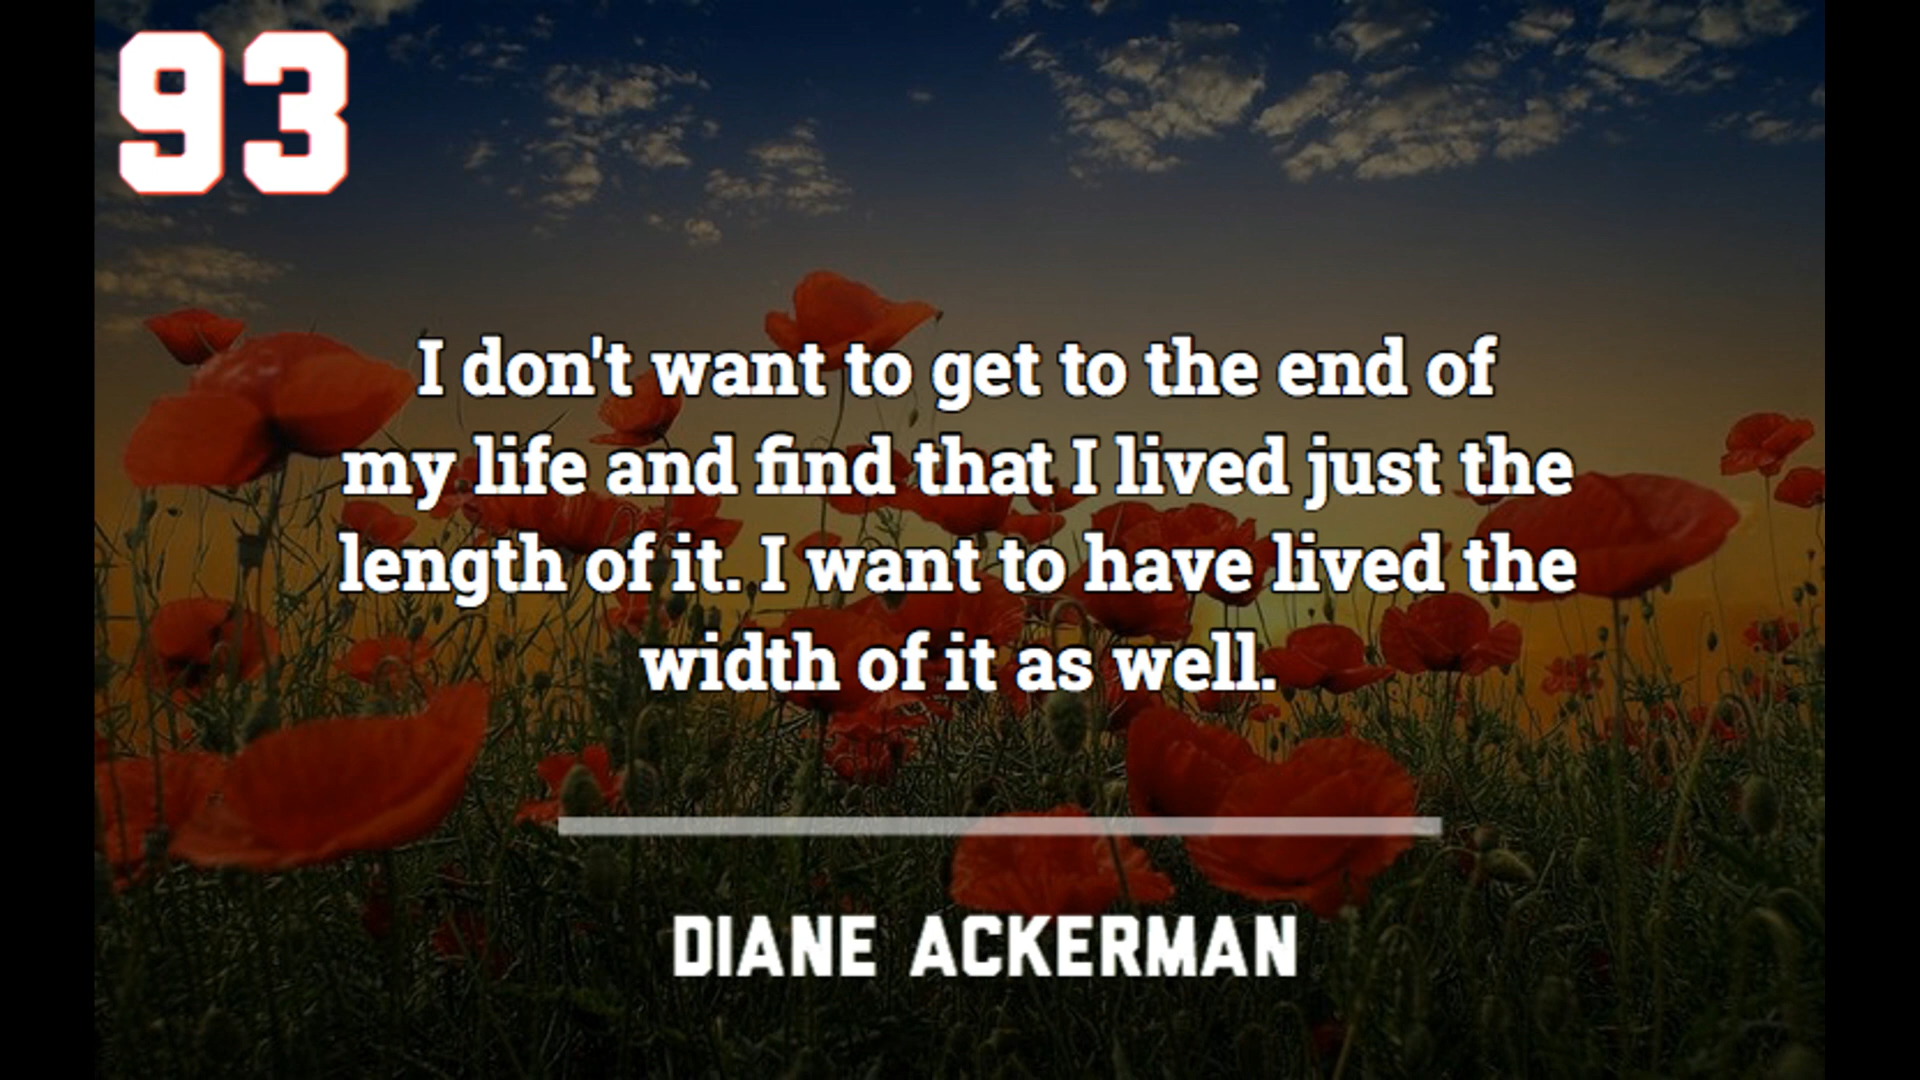 93
I don't want to get to the end of
my life and find that I lived just the
length of it. I want to have lived the
width of it as well.
DIANE ACKERMAN